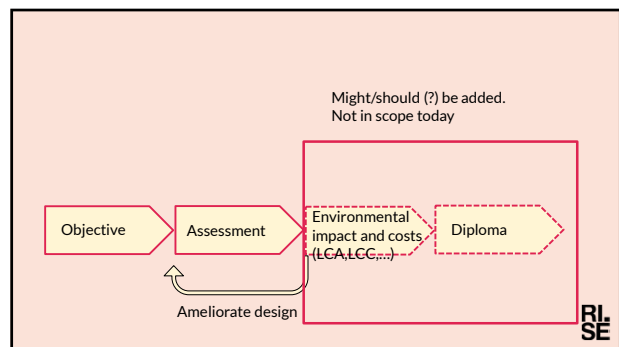 Might/should (?) be added.
Not in scope today
Objective
Assessment
Environmental
impact and costs
(LCA,LCC,...)
Diploma
Ameliorate design
RI.
SE